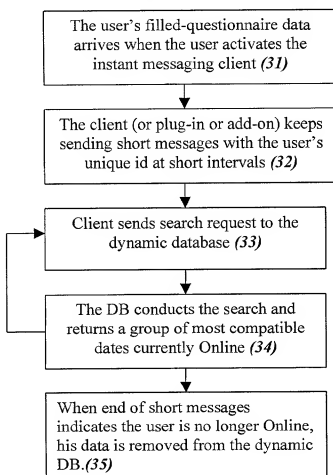 The user's filled-questionnaire data
arrives when the user activates the
instant messaging client (31)
The client (or plug-in or add-on) keeps
sending short messages with the user's
unique id at short intervals (32)
Client sends search request to the
dynamic database (33)
The DB conducts the search and
returns a group of most compatible
dates currently Online (34)
When end of short messages
indicates the user is no longer Online,
his data is removed from the dynamic
DB.(35)